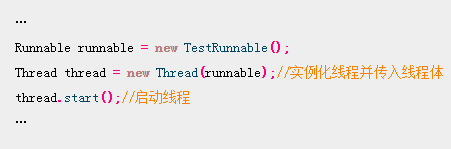 ...
Runnable runnable = new TestRunnable();
Thread thread = new Thread(runnable);//实例化线程并传入线程体
thread.start();//启动线程
...